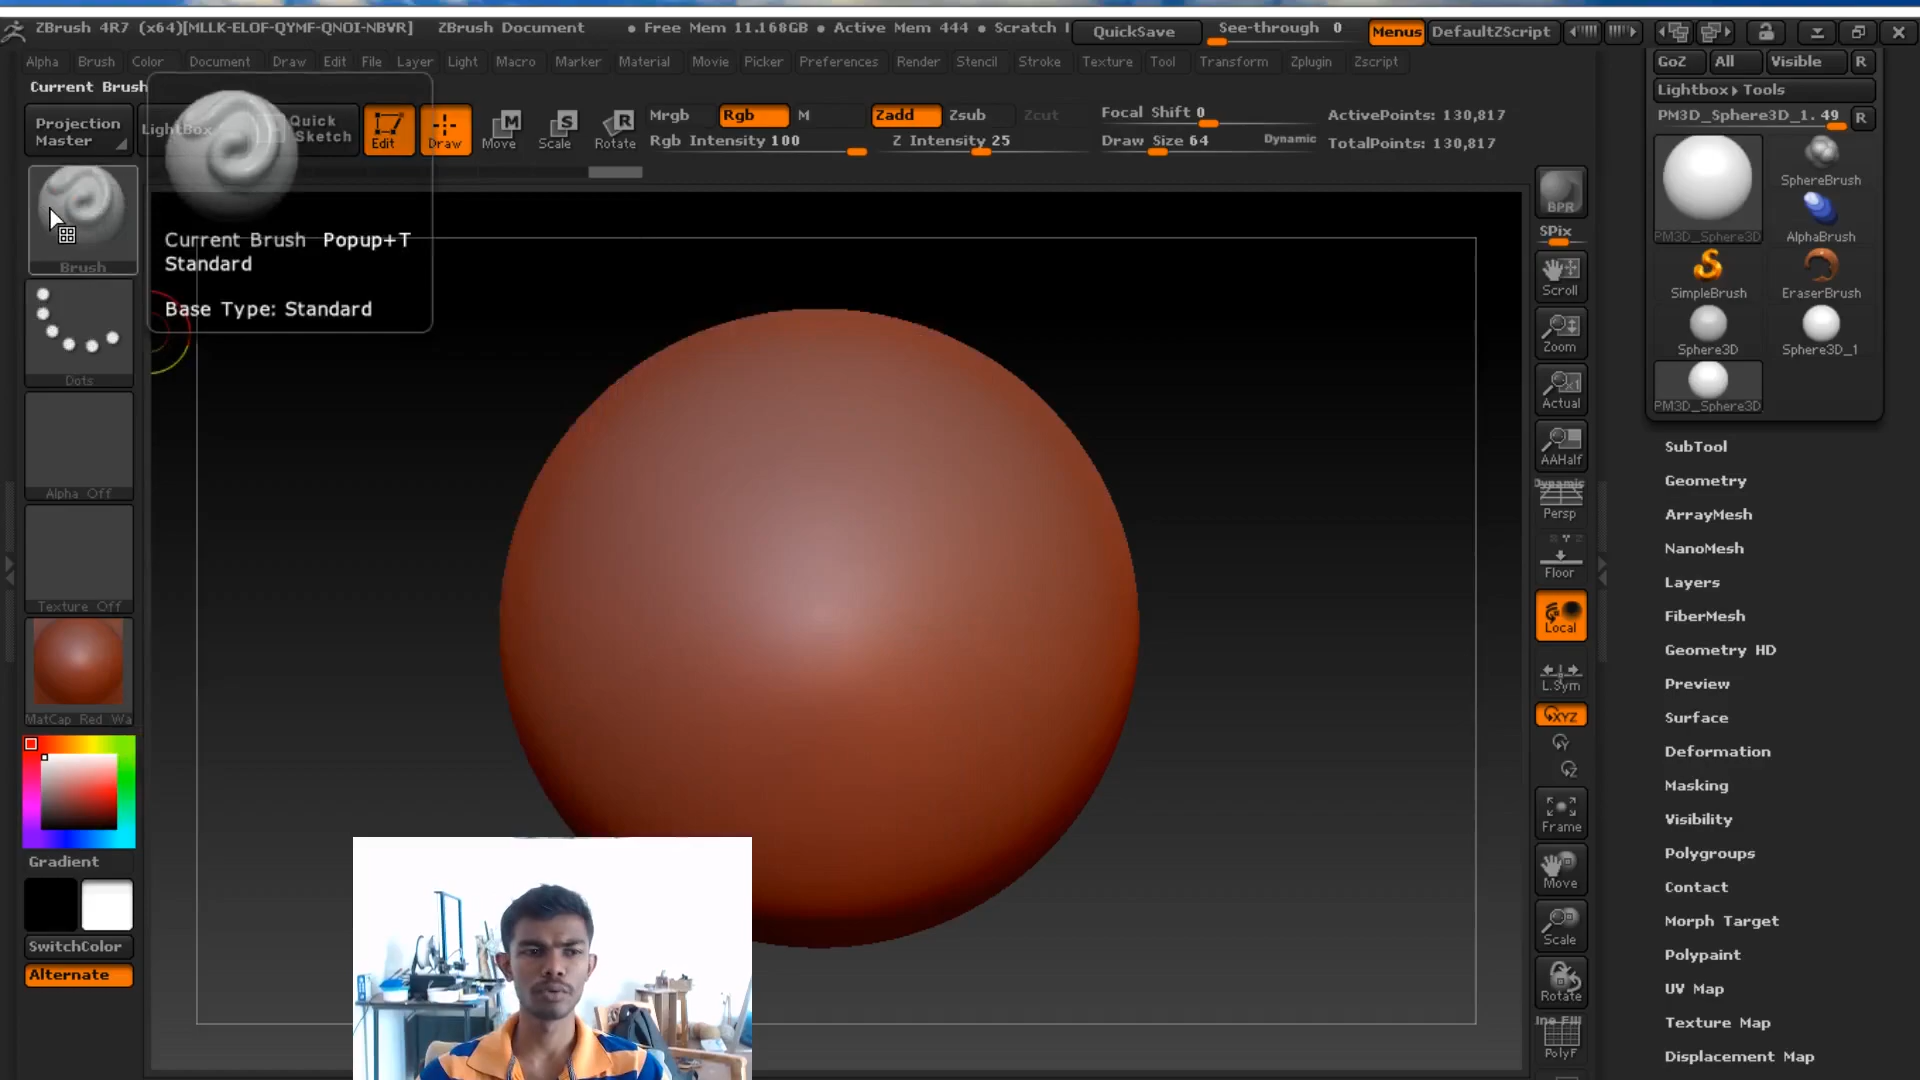 ZBrush 4R7 (x64)[MLLK-ELOF-QYMF-QNOI-NBVR] ZBrush Document • Free Mem 11.168GB • Active Mem 444 • Scratch QuickSave See-through 0 Menus DefaultZScript
Alpha Brush Color Document Draw Edit File Layer Light Macro Marker Material Movie Picker Preferences Render Stencil Stroke Texture Tool Transform Zplugin Zscript
GoZ All Visible R
Current Brush
Lightbox▸Tools
PM3D_Sphere3D_1. 49 R
Projection
Master
LightBox
Quick
Sketch
Edit Draw Move Scale Rotate
Mrgb Rgb M
Rgb Intensity 100
Zadd Zsub Zcut
Z Intensity 25
Focal Shift 0
Draw Size 64 Dynamic
ActivePoints: 130,817
TotalPoints: 130,817
Current Brush Popup+T
Standard
Base Type: Standard
Brush
Dots
Alpha Off
Texture Off
MatCap Red Wa
Gradient
SwitchColor
Alternate
BPR
SPix
Scroll
Zoom
Actual
AAHalf
Dynamic
Persp
Floor
Local
L.Sym
XYZ
Y
Z
Frame
Move
Scale
Rotate
PolyF
SphereBrush
PM3D_Sphere3D AlphaBrush
SimpleBrush EraserBrush
Sphere3D Sphere3D_1
PM3D_Sphere3D
SubTool
Geometry
ArrayMesh
NanoMesh
Layers
FiberMesh
Geometry HD
Preview
Surface
Deformation
Masking
Visibility
Polygroups
Contact
Morph Target
Polypaint
UV Map
Texture Map
Displacement Map